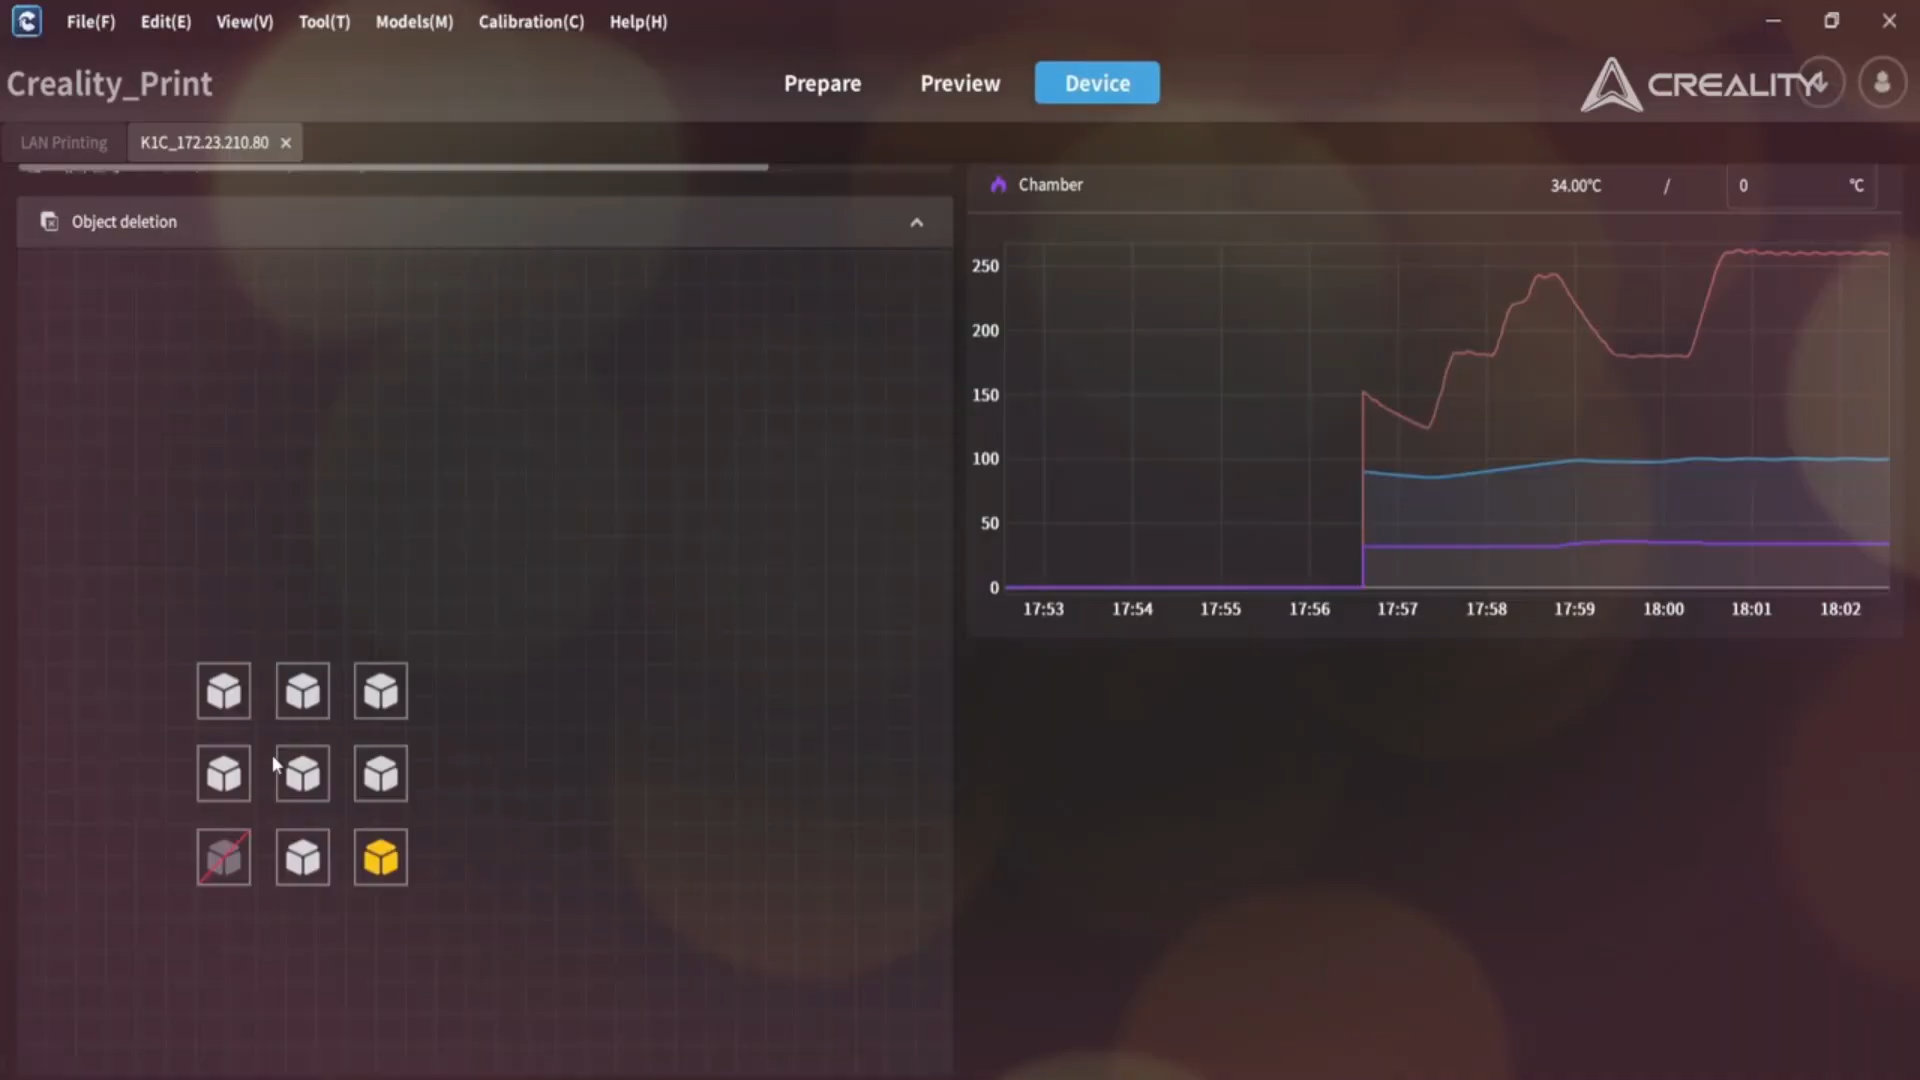 File(F) Edit(E) View(V) Tool(T) Models(M) Calibration(C) Help(H)
Creality_Print
Prepare Preview Device
CREALITY
LAN Printing K1C_172.23.210.80
Object deletion
Chamber 34.00°C / 0 °C
250
200
150
100
50
0
17:53 17:54 17:55 17:56 17:57 17:58 17:59 18:00 18:01 18:02